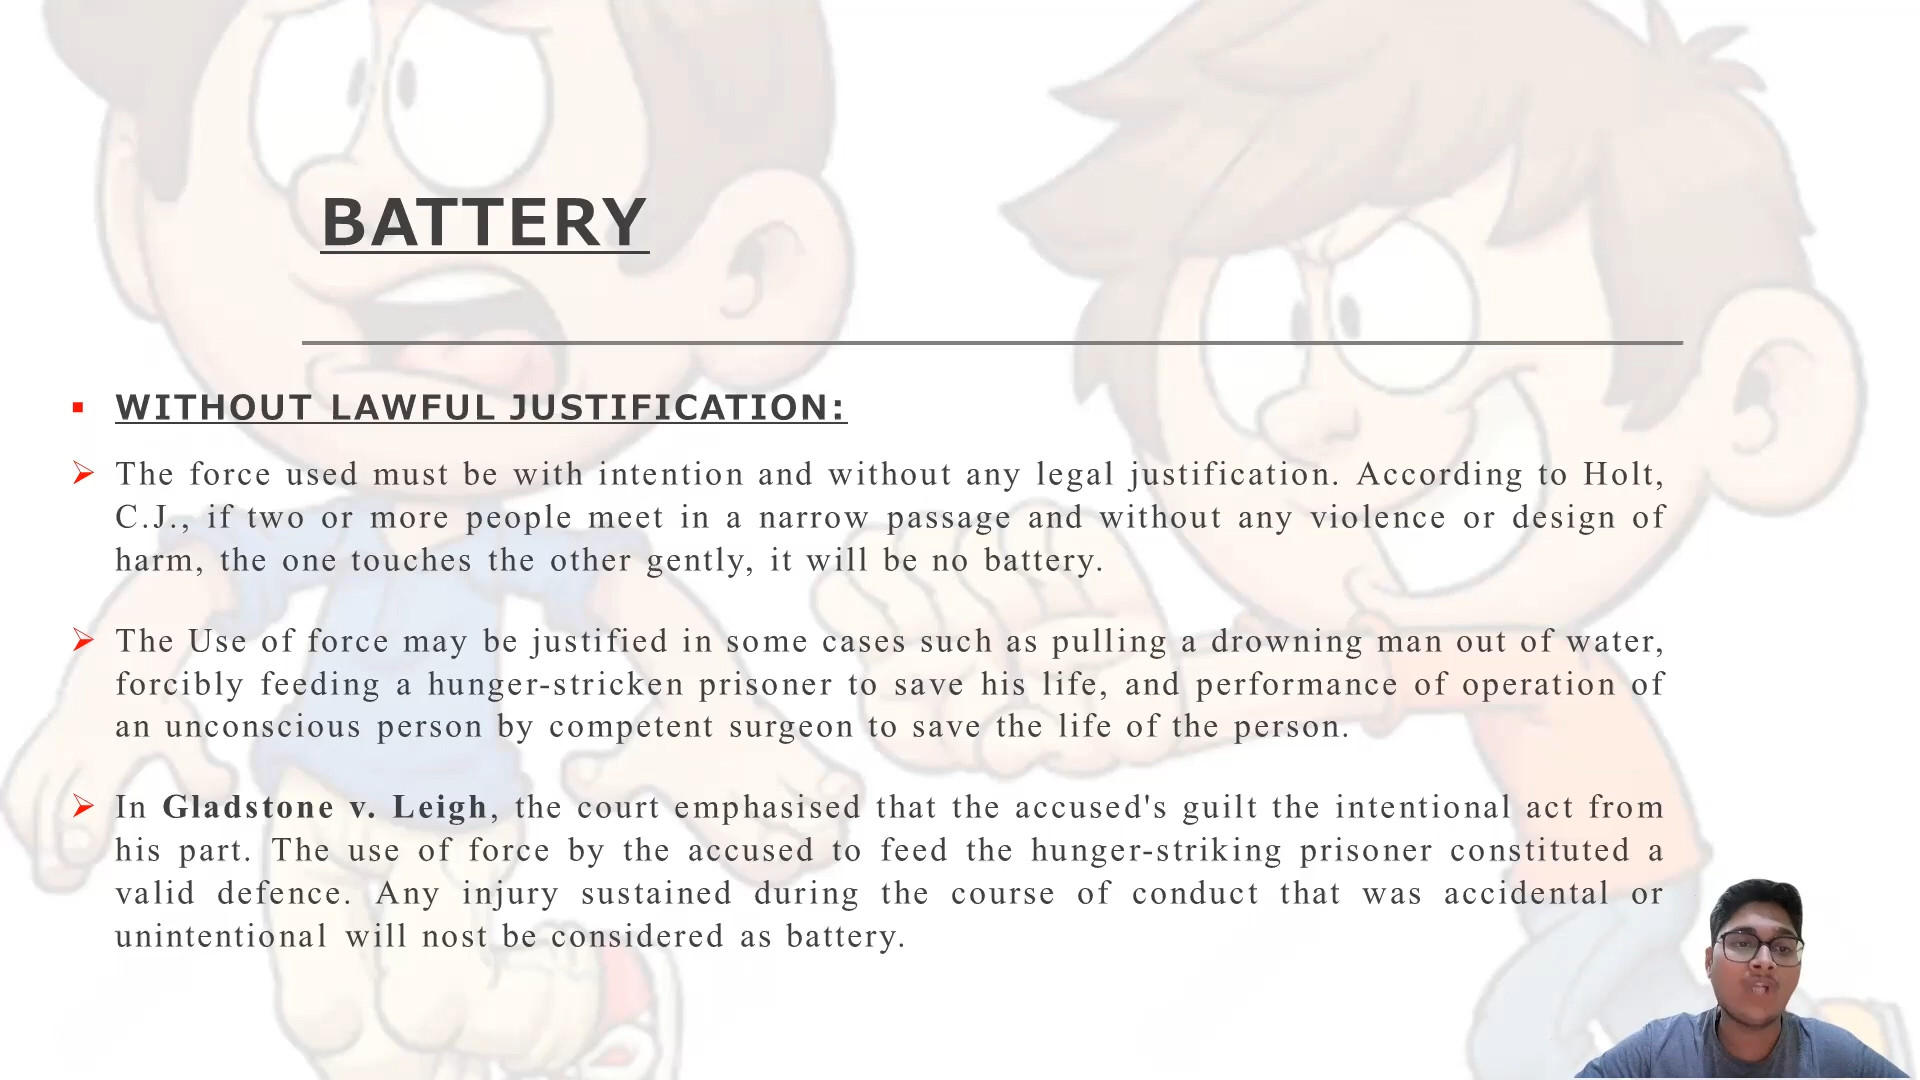 BATTERY
WITHOUT LAWFUL JUSTIFICATION:
The force used must be with intention and without any legal justification. According to Holt,
C.J., if two or more people meet in a narrow passage and without any violence or design of
harm, the one touches the other gently, it will be no battery.
The Use of force may be justified in some cases such as pulling a drowning man out of water,
forcibly feeding a hunger-stricken prisoner to save his life, and performance of operation of
an unconscious person by competent surgeon to save the life of the person.
In Gladstone v. Leigh, the court emphasised that the accused's guilt the intentional act from
his part. The use of force by the accused to feed the hunger-striking prisoner constituted a
valid defence. Any injury sustained during the course of conduct that was accidental or
unintentional will nost be considered as battery.